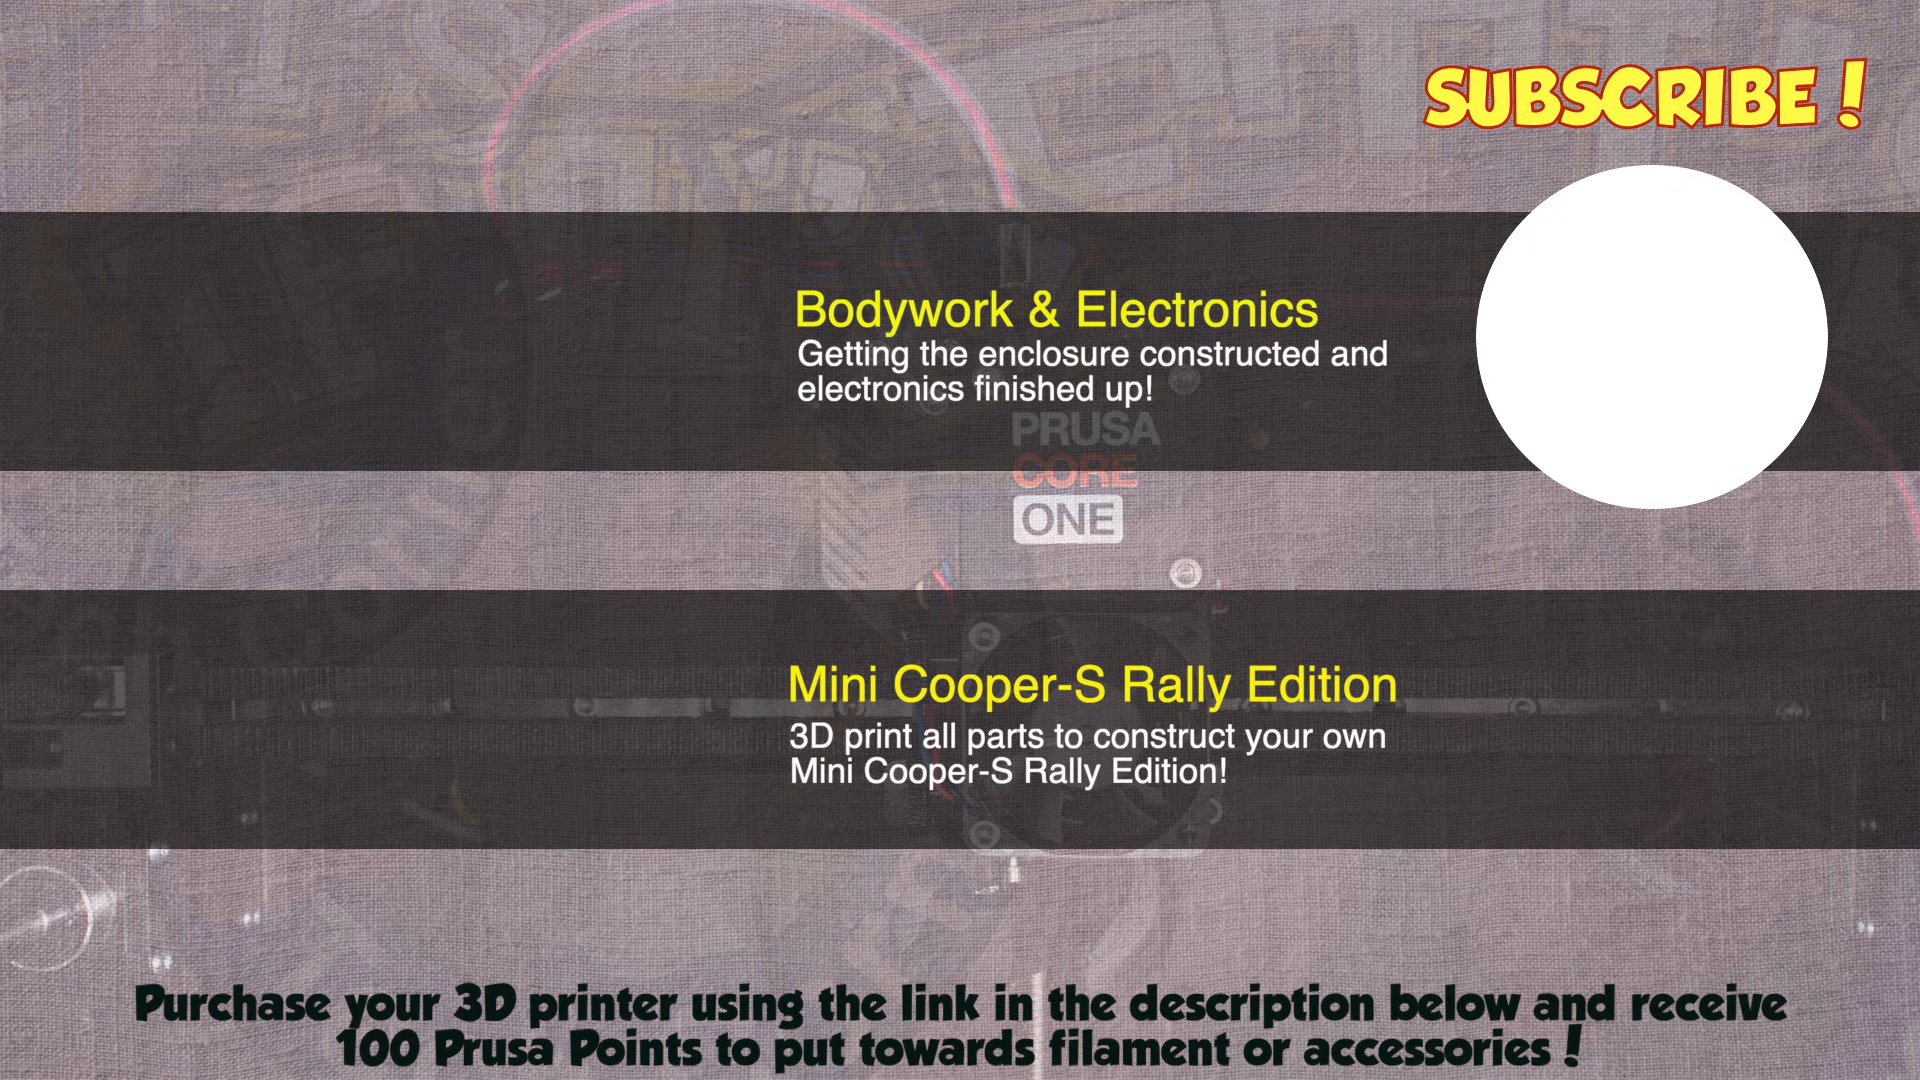 SUBSCRIBE!
Bodywork & Electronics
Getting the enclosure constructed and
electronics finished up!
PRUSA
CORE
ONE
Mini Cooper-S Rally Edition
3D print all parts to construct your own
Mini Cooper-S Rally Edition!
Purchase your 3D printer using the link in the description below and receive
100 Prusa Points to put towards filament or accessories!